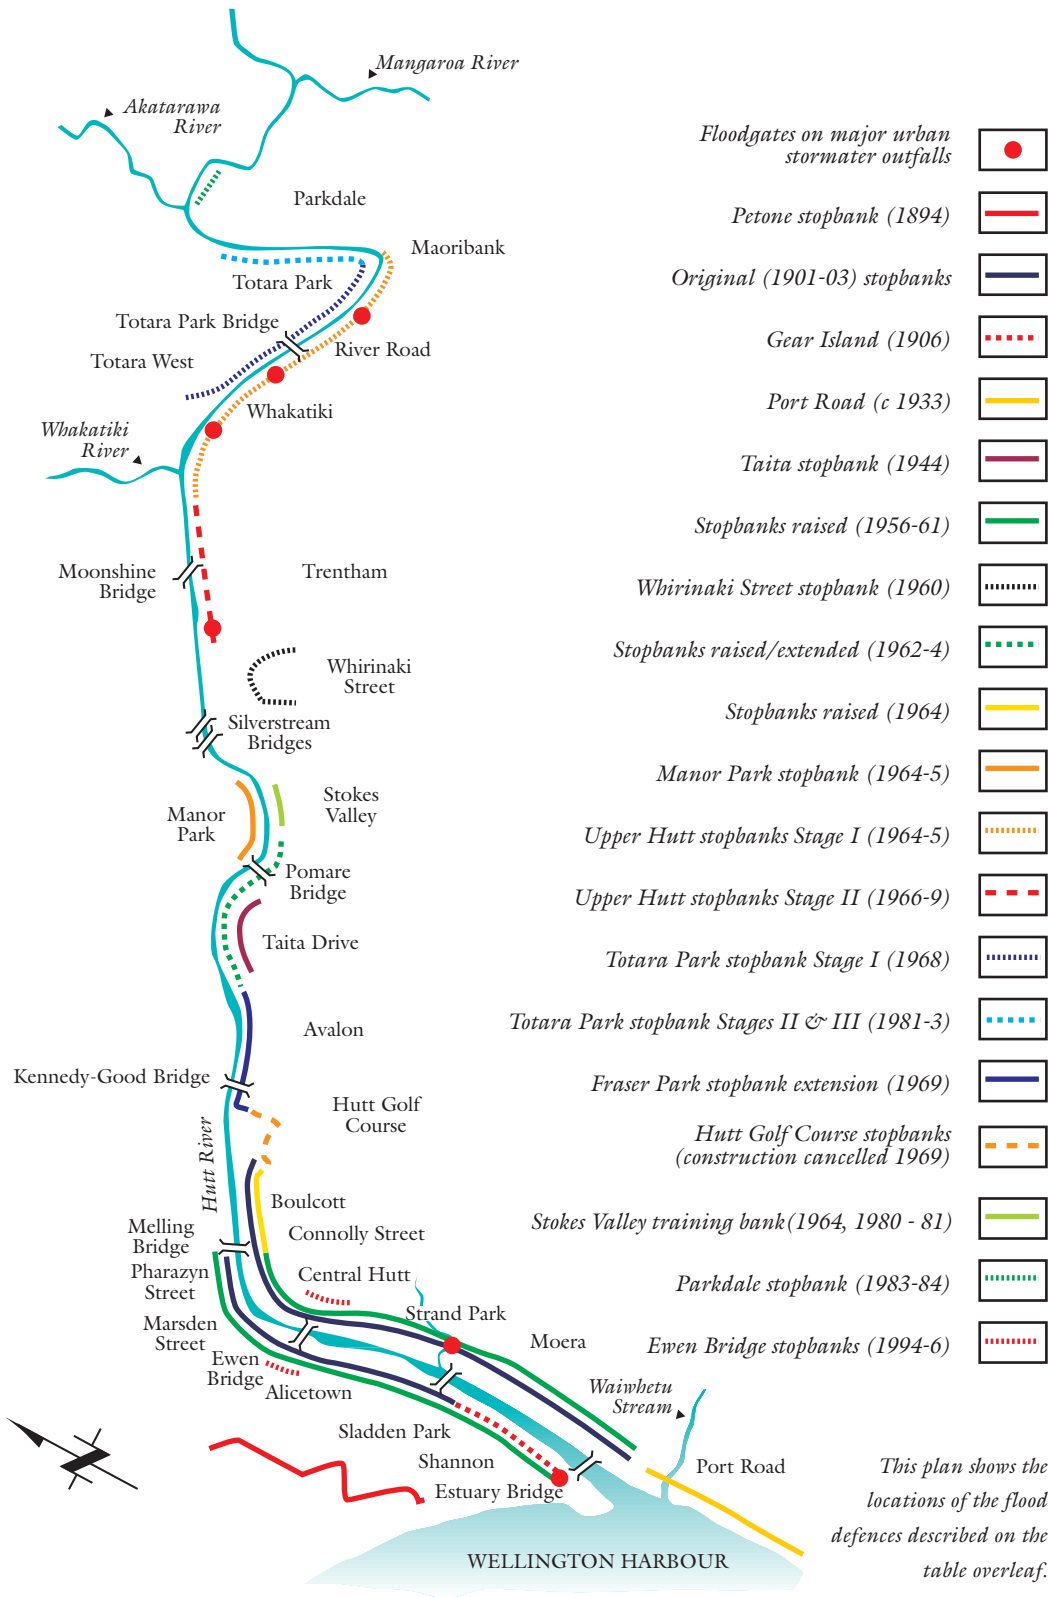 Mangaroa River
Akatarawa
River
Parkdale
Maoribank
Totara Park
Totara Park Bridge
River Road
Totara West
Whakatiki
Whakatiki
River
Moonshine
Bridge
Trentham
Whirinaki
Street
Silverstream
Bridges
Stokes
Valley
Manor
Park
Pomare
Bridge
Taita Drive
Avalon
Kennedy-Good Bridge
Hutt Golf
Course
Hutt River
Boulcott
Connolly Street
Melling
Bridge
Pharazyn
Street
Central Hutt
Strand Park
Marsden
Street
Moera
Ewen
Bridge
Alicetown
Waiwhetu
Stream
Sladden Park
Shannon
Port Road
Estuary Bridge
WELLINGTON HARBOUR
Floodgates on major urban
stormater outfalls
Petone stopbank (1894)
Original (1901-03) stopbanks
Gear Island (1906)
Port Road (c 1933)
Taita stopbank (1944)
Stopbanks raised (1956-61)
Whirinaki Street stopbank (1960)
Stopbanks raised/extended (1962-4)
Stopbanks raised (1964)
Manor Park stopbank (1964-5)
Upper Hutt stopbanks Stage I (1964-5)
Upper Hutt stopbanks Stage II (1966-9)
Totara Park stopbank Stage I (1968)
Totara Park stopbank Stages II & III (1981-3)
Fraser Park stopbank extension (1969)
Hutt Golf Course stopbanks
(construction cancelled 1969)
Stokes Valley training bank(1964, 1980 - 81)
Parkdale stopbank (1983-84)
Ewen Bridge stopbanks (1994-6)
This plan shows the
locations of the flood
defences described on the
table overleaf.